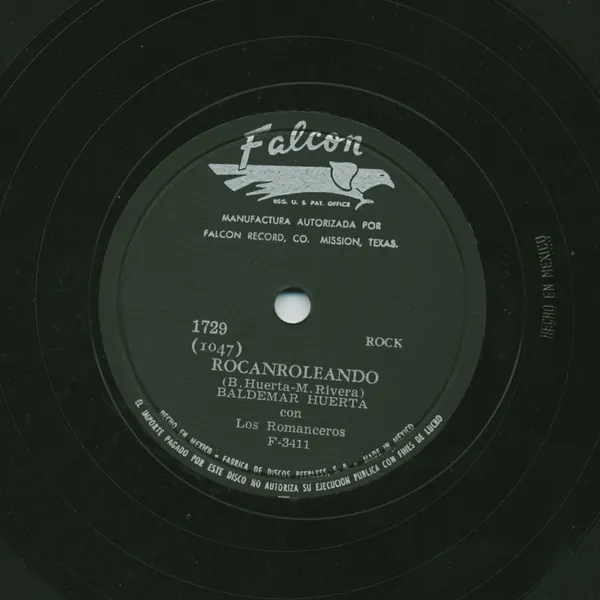 Falcon
REG. U. S. PAT. OFFICE
MANUFACTURA AUTORIZADA POR
FALCON RECORD, CO. MISSION, TEXAS.
1729
ROCK
(1047)
ROCANROLEANDO
(B. Huerta-M. Rivera)
BALDEMAR HUERTA
con
Los Romanceros
F-3411
HECHO EN MEXICO - FABRICA DE DISCOS PEERLESS, S. A. - MADE IN MEXICO
EL IMPORTE PAGADO POR ESTE DISCO NO AUTORIZA SU EJECUCIÓN PUBLICA CON FINES DE LUCRO
HECHO EN MEXICO